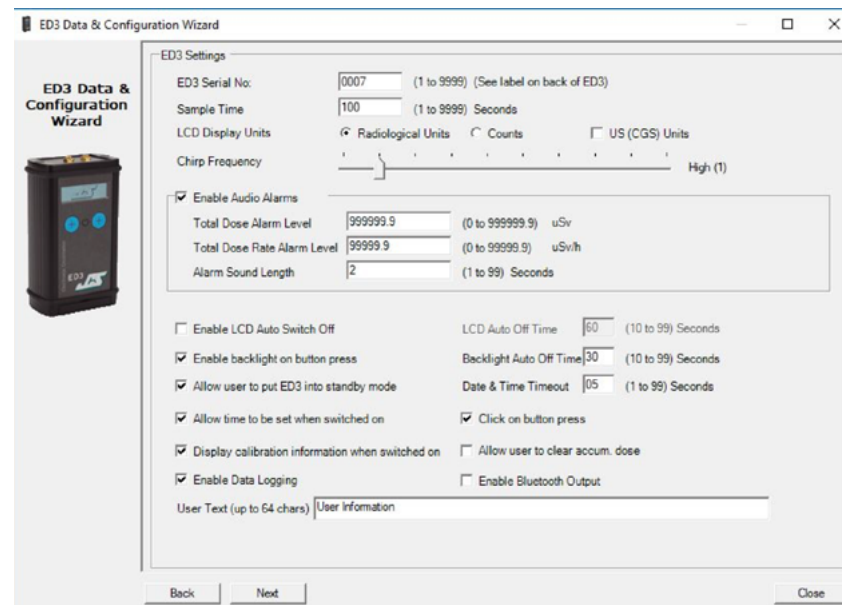 ED3 Data & Configuration Wizard
ED3 Data &
Configuration
Wizard
ED3 Settings
ED3 Serial No: 0007 (1 to 9999) (See label on back of ED3)
Sample Time 100 (1 to 9999) Seconds
LCD Display Units Radiological Units Counts US (CGS) Units
Chirp Frequency High (1)
Enable Audio Alarms
Total Dose Alarm Level 999999.9 (0 to 999999.9) uSv
Total Dose Rate Alarm Level 99999.9 (0 to 99999.9) uSv/h
Alarm Sound Length 2 (1 to 99) Seconds
Enable LCD Auto Switch Off LCD Auto Off Time 60 (10 to 99) Seconds
Enable backlight on button press Backlight Auto Off Time 30 (10 to 99) Seconds
Allow user to put ED3 into standby mode Date & Time Timeout 05 (1 to 99) Seconds
Allow time to be set when switched on Click on button press
Display calibration information when switched on Allow user to clear accum. dose
Enable Data Logging Enable Bluetooth Output
User Text (up to 64 chars) User Information
ED3
Back Next Close